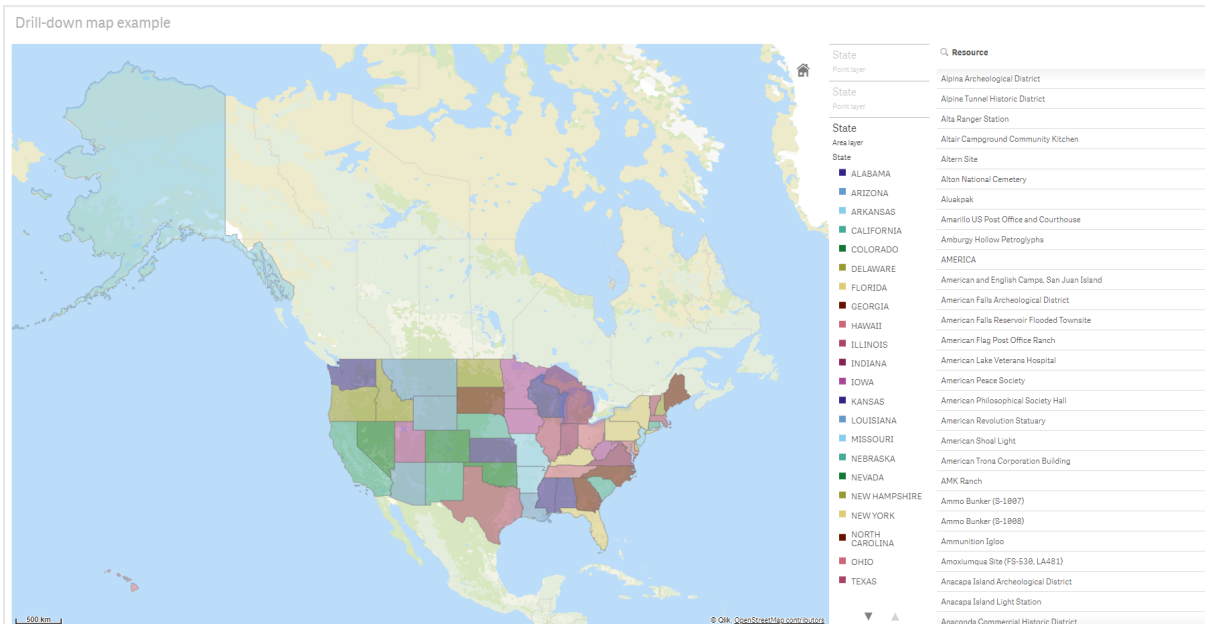 Drill-down map example
State
Point layer
State
Point layer
State
Area layer
State
ALABAMA
ARIZONA
ARKANSAS
CALIFORNIA
COLORADO
DELAWARE
FLORIDA
GEORGIA
HAWAII
ILLINOIS
INDIANA
IOWA
KANSAS
LOUISIANA
MISSOURI
NEBRASKA
NEVADA
NEW HAMPSHIRE
NEW YORK
NORTH
CAROLINA
OHIO
TEXAS
Resource
Alpina Archeological District
Alpine Tunnel Historic District
Alta Ranger Station
Altair Campground Community Kitchen
Altern Site
Alton National Cemetery
Aluakpak
Amarillo US Post Office and Courthouse
Amburgy Hollow Petroglyphs
AMERICA
American and English Camps, San Juan Island
American Falls Archeological District
American Falls Reservoir Flooded Townsite
American Flag Post Office Ranch
American Lake Veterans Hospital
American Peace Society
American Philosophical Society Hall
American Revolution Statuary
American Shoal Light
American Trona Corporation Building
AMK Ranch
Ammo Bunker (S-1007)
Ammo Bunker (S-1008)
Ammunition Igloo
Amoxiumqua Site (FS-530, LA481)
Anacapa Island Archeological District
Anacapa Island Light Station
Anaconda Commercial Historic District
500 km
© Qlik, OpenStreetMap contributors